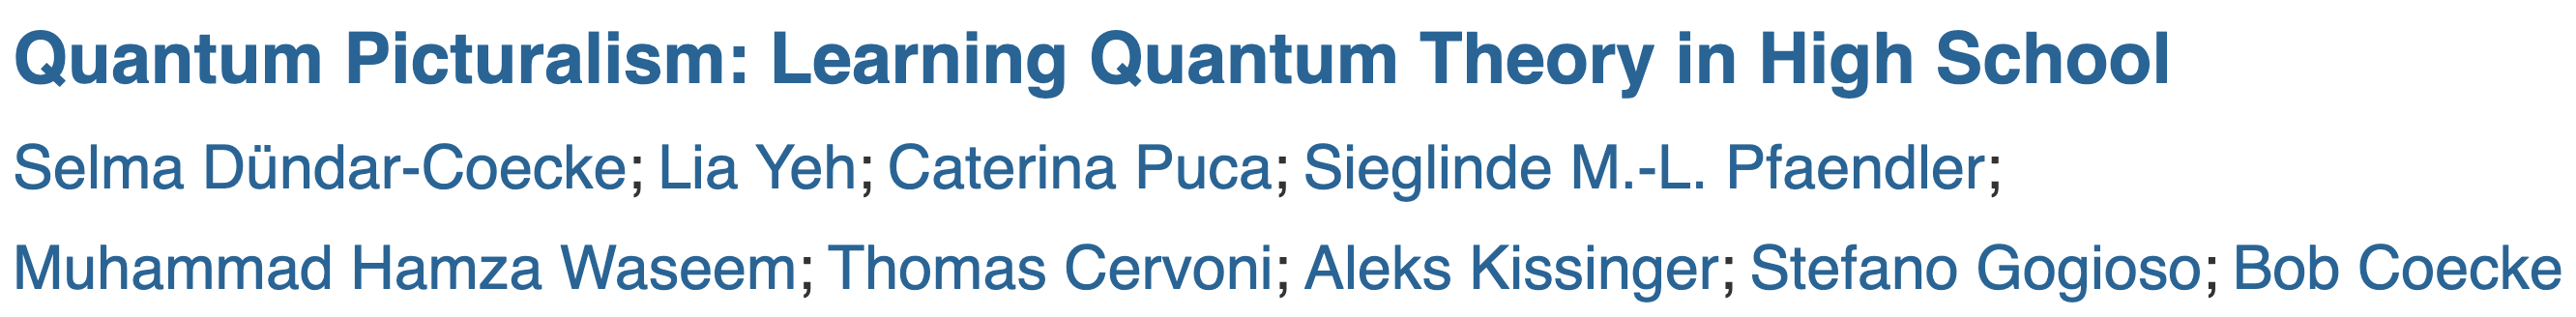 Quantum Picturalism: Learning Quantum Theory in High School
Selma Dündar-Coecke; Lia Yeh; Caterina Puca; Sieglinde M.-L. Pfaendler;
Muhammad Hamza Waseem; Thomas Cervoni; Aleks Kissinger; Stefano Gogioso; Bob Coecke